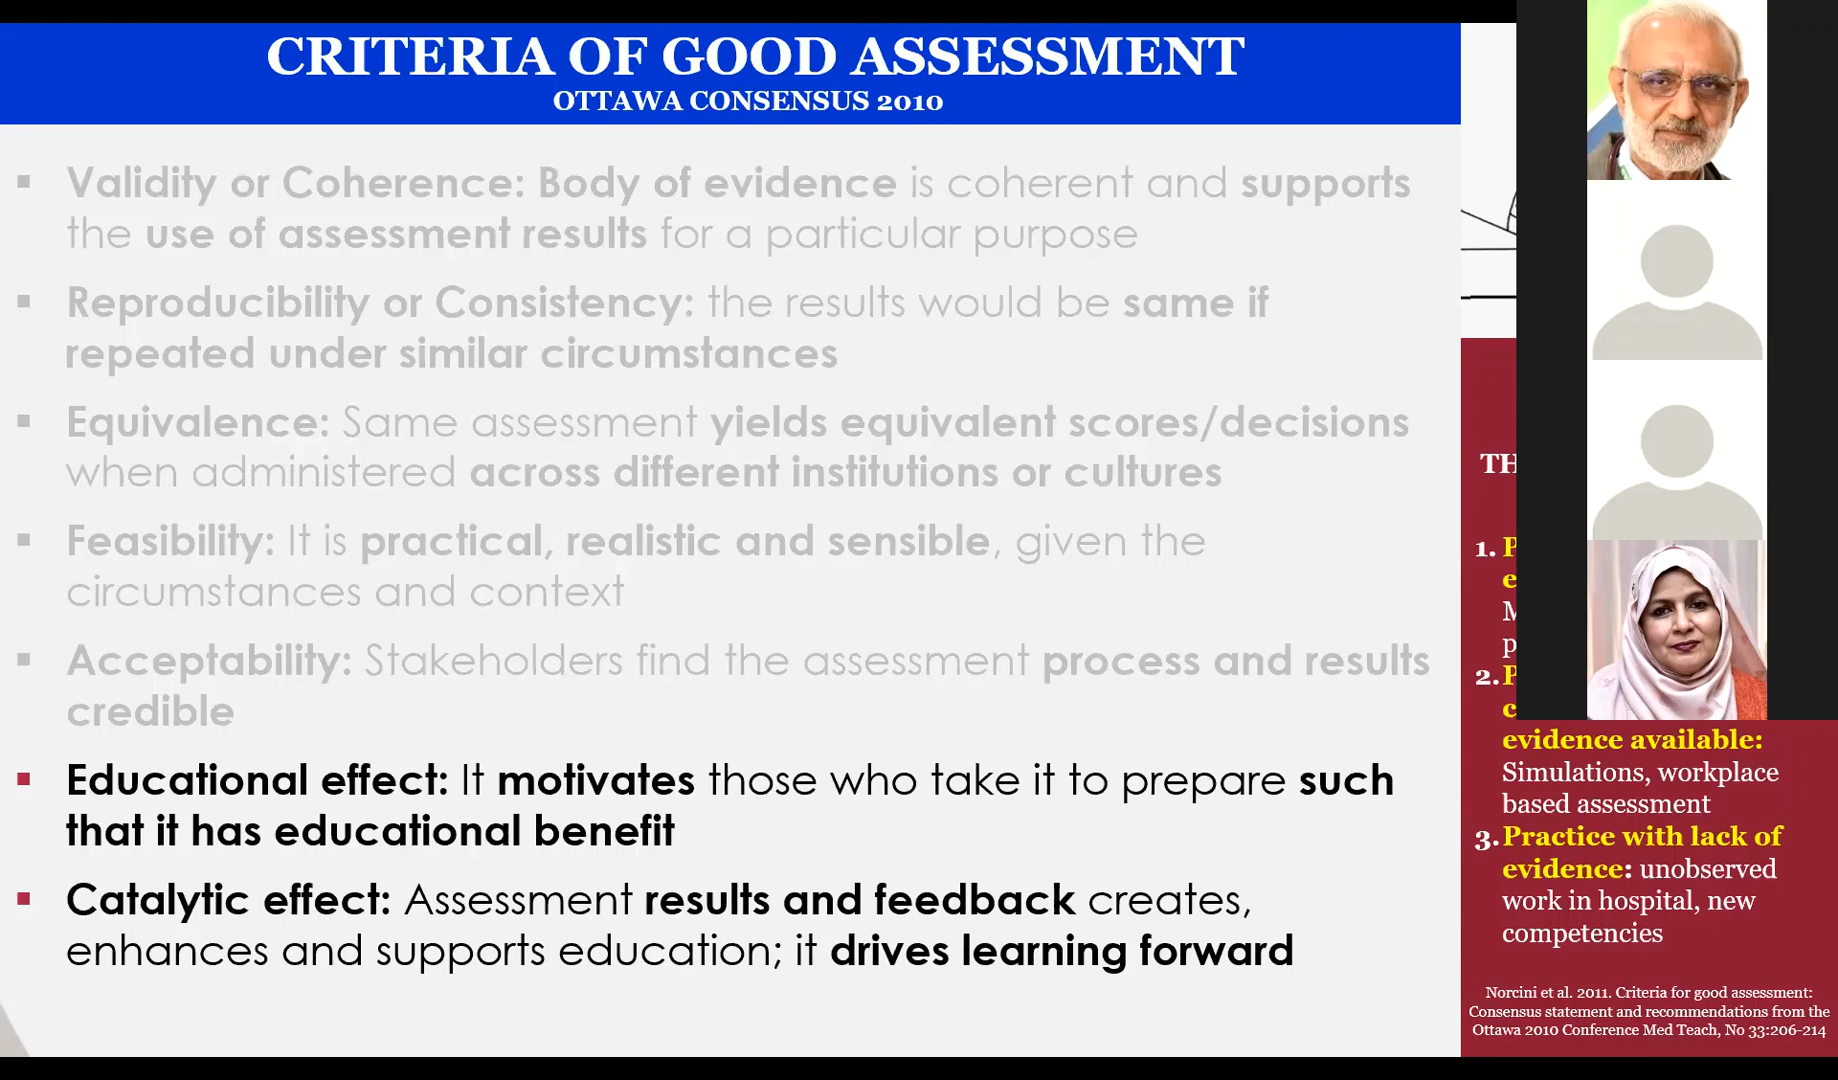 CRITERIA OF GOOD ASSESSMENT
OTTAWA CONSENSUS 2010
▪ Validity or Coherence: Body of evidence is coherent and supports
the use of assessment results for a particular purpose
▪ Reproducibility or Consistency: the results would be same if
repeated under similar circumstances
▪ Equivalence: Same assessment yields equivalent scores/decisions
when administered across different institutions or cultures
▪ Feasibility: It is practical, realistic and sensible, given the
circumstances and context
▪ Acceptability: Stakeholders find the assessment process and results
credible
▪ Educational effect: It motivates those who take it to prepare such
that it has educational benefit
▪ Catalytic effect: Assessment results and feedback creates,
enhances and supports education; it drives learning forward
1.
2.
evidence available:
Simulations, workplace
based assessment
3. Practice with lack of
evidence: unobserved
work in hospital, new
competencies
Norcini et al. 2011. Criteria for good assessment:
Consensus statement and recommendations from the
Ottawa 2010 Conference Med Teach, No 33:206-214